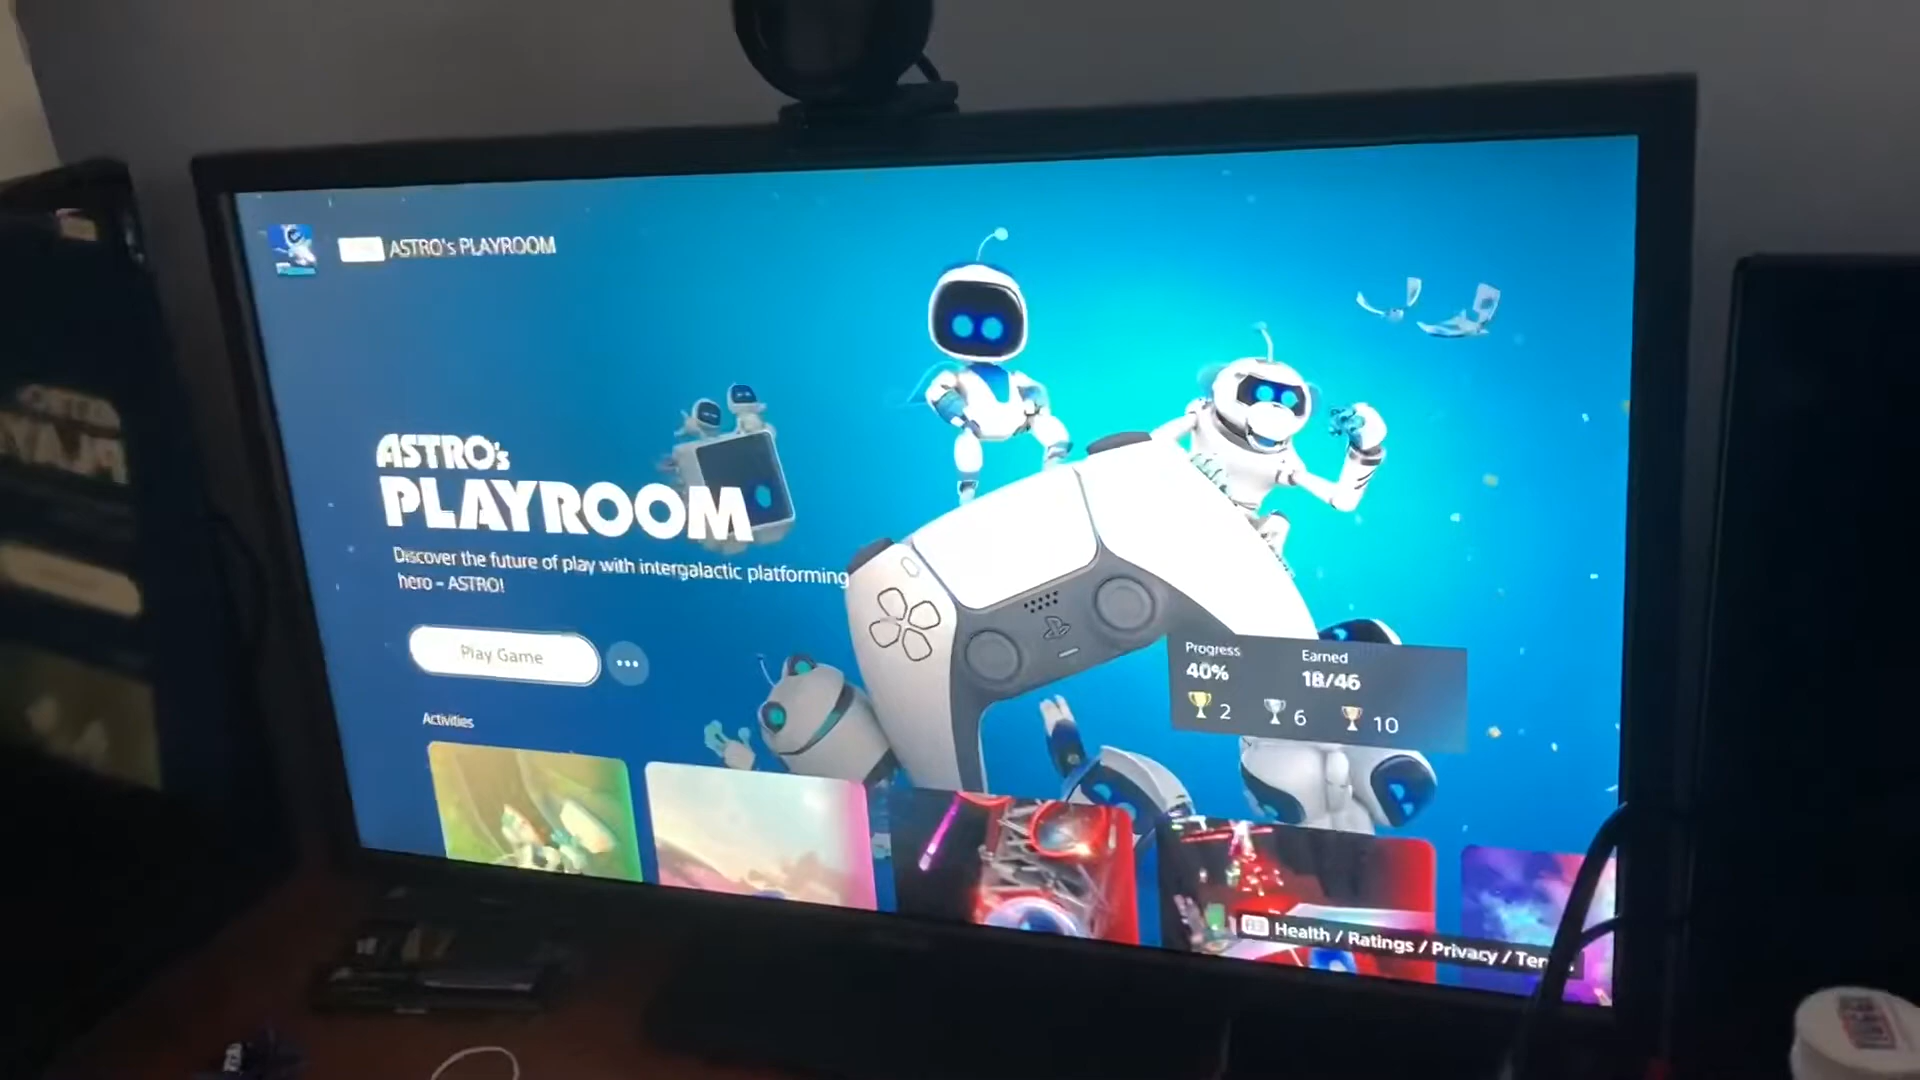 ASTRO's PLAYROOM
ASTRO's
PLAYROOM
Discover the future of play with intergalactic platforming
hero - ASTRO!
Play Game
Activities
Progress
40%
Earned
18/46
2
6
10
R3 Health / Ratings / Privacy /